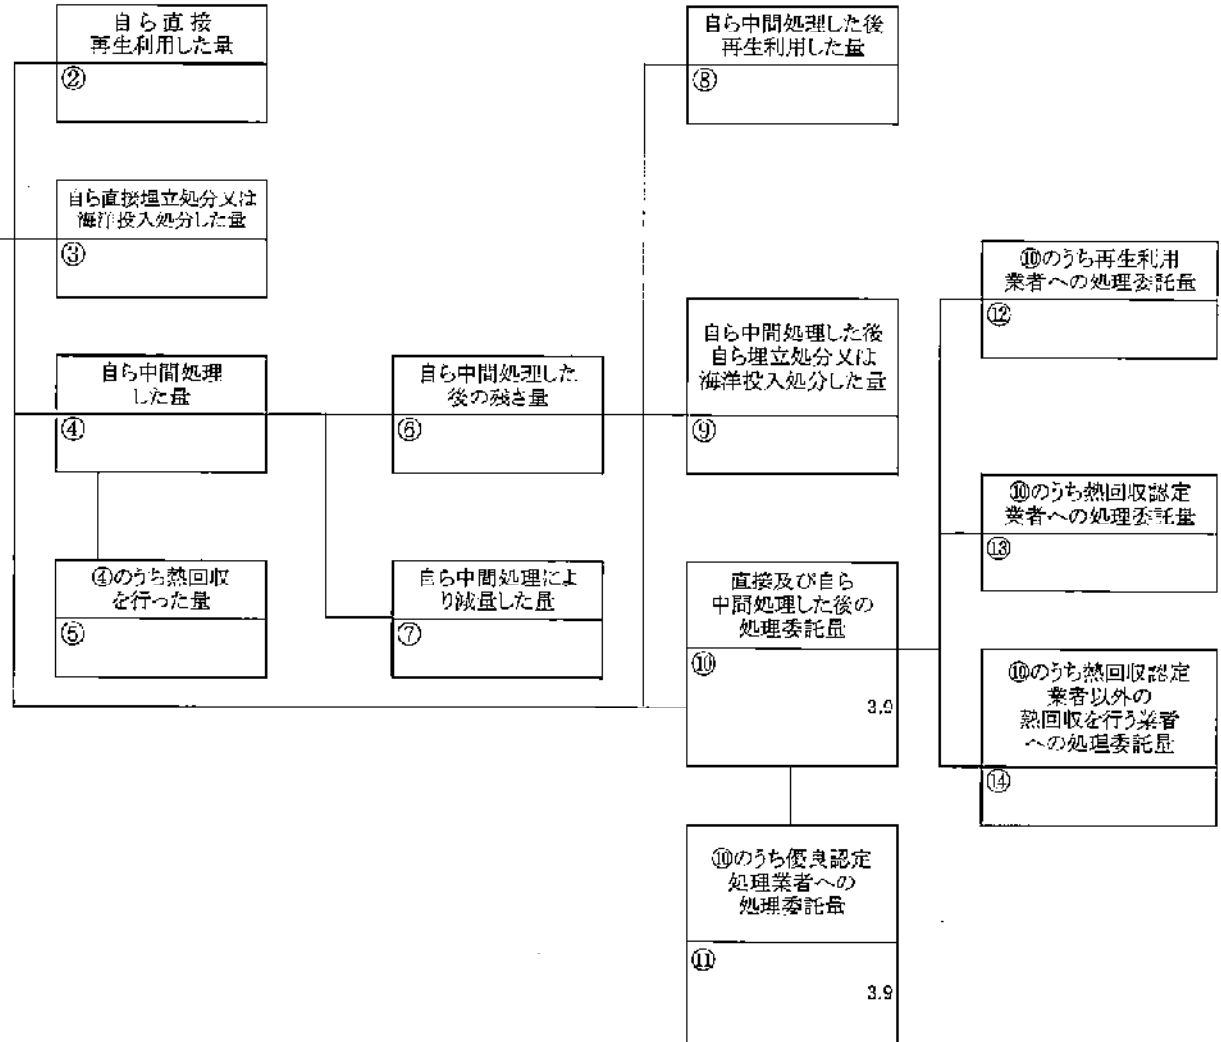 自ら直接
再生利用した量
②
自ら直接埋立処分又は
海洋投入処分した量
③
自ら中間処理
した量
④
④のうち熱回収
を行った量
⑤
自ら中間処理した
後の残さ量
⑥
自ら中間処理によ
り減量した量
⑦
自ら中間処理した後
再生利用した量
⑧
自ら中間処理した後
自ら埋立処分又は
海洋投入処分した量
⑨
直接及び自ら
中間処理した後の
処理委託量
⑩
3.9
⑩のうち優良認定
処理業者への
処理委託量
⑪
3.9
⑩のうち再生利用
業者への処理委託量
⑫
⑩のうち熱回収認定
業者への処理委託量
⑬
⑩のうち熱回収認定
業者以外の
熱回収を行う業者
への処理委託量
⑭